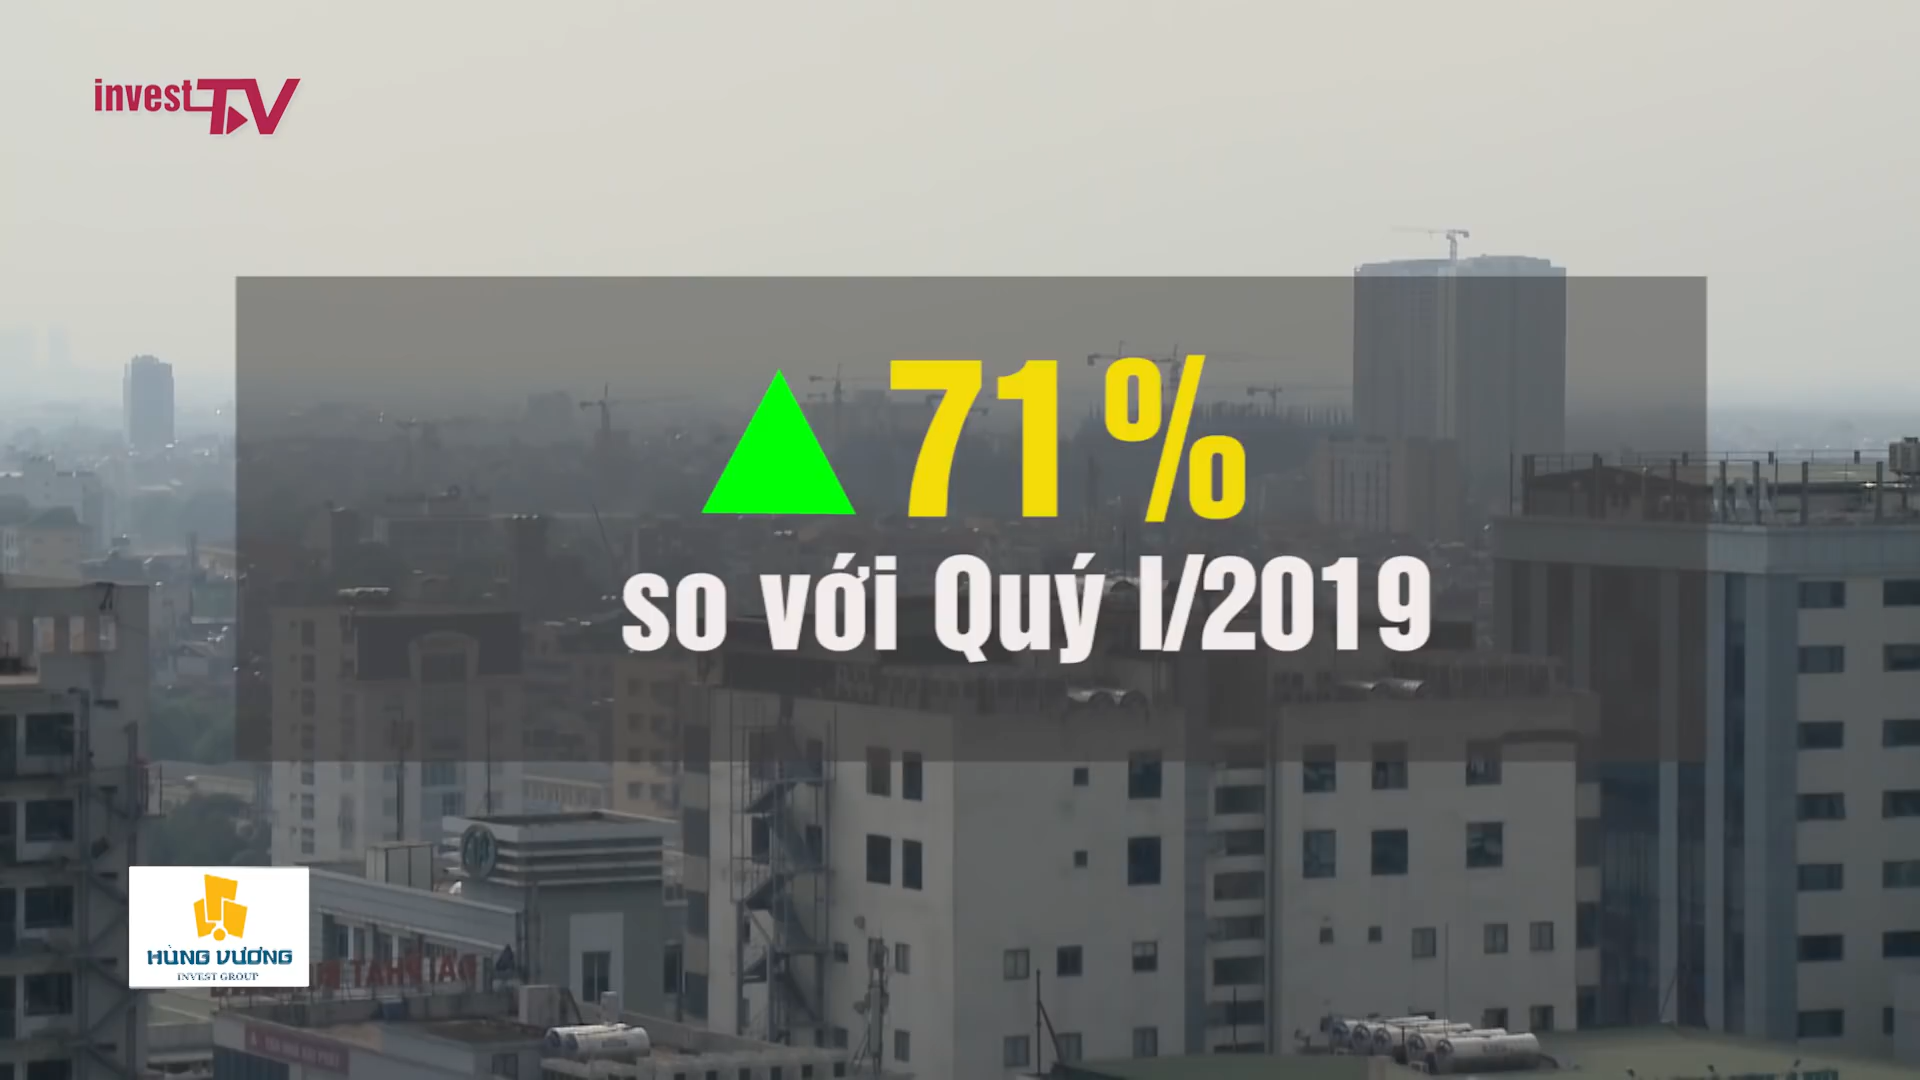 invest TV
71%
so với Quý I/2019
HÙNG VƯƠNG
INVEST GROUP